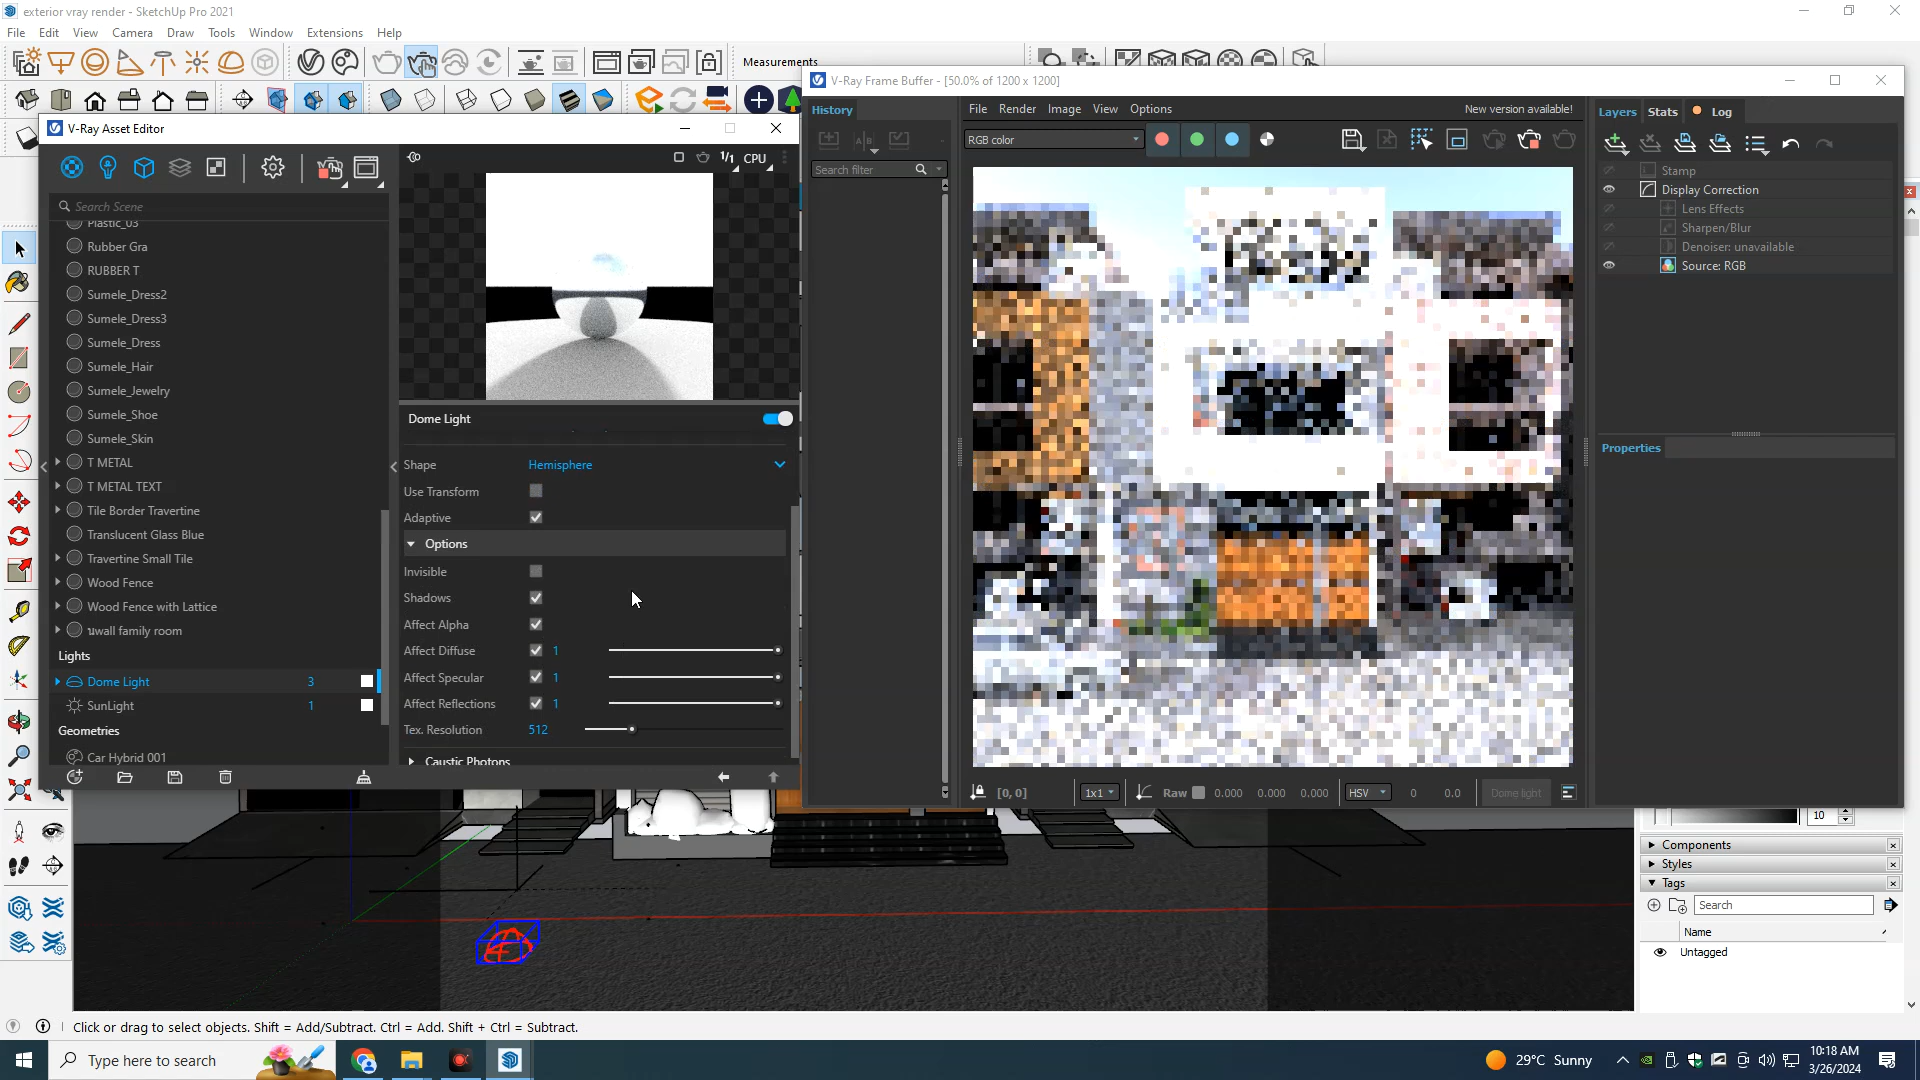 exterior vray render - SketchUp Pro 2021
File Edit View Camera Draw Tools Window Extensions Help
Measurements
V-Ray Frame Buffer - [50.0% of 1200 x 1200]
History
File Render Image View Options
New version available!
Layers Stats Log
RGB color
Search filter
Stamp
Display Correction
Lens Effects
Sharpen/Blur
Denoiser: unavailable
Source: RGB
Properties
[0, 0]
1x1
Raw
0.000 0.000 0.000
HSV
0 0.0
Dome light
V-Ray Asset Editor
1/1 CPU
Search Scene
Plastic_03
Rubber Gra
RUBBER T
Sumele_Dress2
Sumele_Dress3
Sumele_Dress
Sumele_Hair
Sumele_Jewelry
Sumele_Shoe
Sumele_Skin
T METAL
T METAL TEXT
Tile Border Travertine
Translucent Glass Blue
Travertine Small Tile
Wood Fence
Wood Fence with Lattice
นwall family room
Lights
Dome Light 3
SunLight 1
Geometries
Car Hybrid 001
Dome Light
Shape Hemisphere
Use Transform
Adaptive
Options
Invisible
Shadows
Affect Alpha
Affect Diffuse 1
Affect Specular 1
Affect Reflections 1
Tex. Resolution 512
Caustic Photons
10
Components
Styles
Tags
Search
Name
Untagged
Click or drag to select objects. Shift = Add/Subtract. Ctrl = Add. Shift + Ctrl = Subtract.
Type here to search
29°C Sunny
10:18 AM
3/26/2024